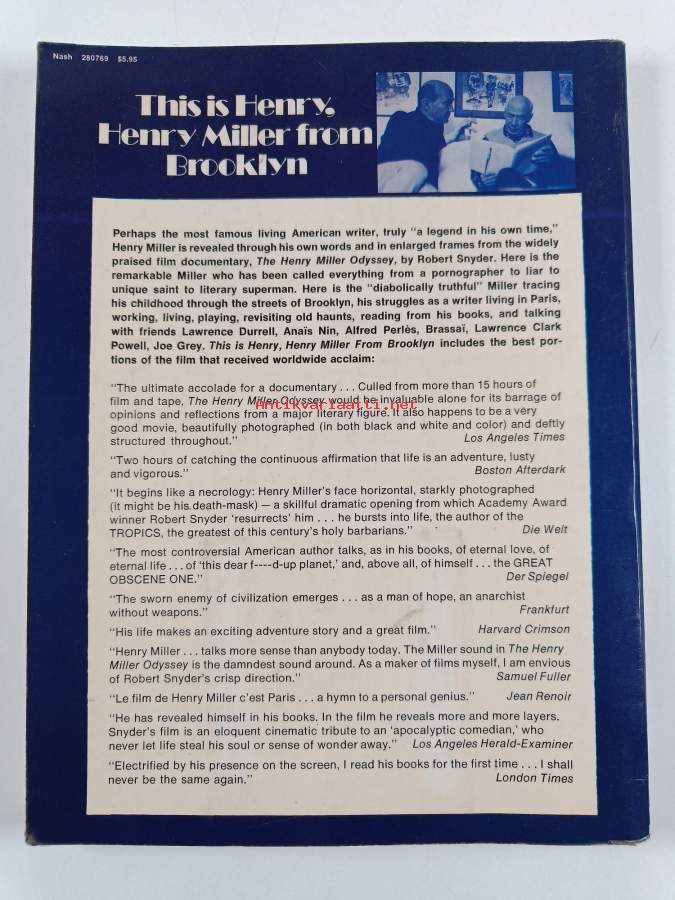 Nash 280769 $5.95
This is Henry,
Henry Miller from
Brooklyn
Perhaps the most famous living American writer, truly "a legend in his own time,"
Henry Miller is revealed through his own words and in enlarged frames from the widely
praised film documentary, The Henry Miller Odyssey, by Robert Snyder. Here is the
remarkable Miller who has been called everything from a pornographer to liar to
unique saint to literary superman. Here is the "diabolically truthful" Miller tracing
his childhood through the streets of Brooklyn, his struggles as a writer living in Paris,
working, living, playing, revisiting old haunts, reading from his books, and talking
with friends Lawrence Durrell, Anaïs Nin, Alfred Perlès, Brassaï, Lawrence Clark
Powell, Joe Grey. This is Henry, Henry Miller From Brooklyn includes the best por-
tions of the film that received worldwide acclaim:
"The ultimate accolade for a documentary . . . Culled from more than 15 hours of
film and tape, The Henry Miller Odyssey would be invaluable alone for its barrage of
Antikvariaatti.net
opinions and reflections from a major literary figure. It also happens to be a very
good movie, beautifully photographed (in both black and white and color) and deftly
structured throughout." Los Angeles Times
"Two hours of catching the continuous affirmation that life is an adventure, lusty
and vigorous." Boston Afterdark
"It begins like a necrology: Henry Miller's face horizontal, starkly photographed
(it might be his death-mask) — a skillful dramatic opening from which Academy Award
winner Robert Snyder 'resurrects' him . . . he bursts into life, the author of the
TROPICS, the greatest of this century's holy barbarians." Die Welt
"The most controversial American author talks, as in his books, of eternal love, of
eternal life . . . of 'this dear f----d-up planet,' and, above all, of himself . . . the GREAT
OBSCENE ONE." Der Spiegel
"The sworn enemy of civilization emerges . . . as a man of hope, an anarchist
without weapons." Frankfurt
"His life makes an exciting adventure story and a great film." Harvard Crimson
"Henry Miller . . . talks more sense than anybody today. The Miller sound in The Henry
Miller Odyssey is the damndest sound around. As a maker of films myself, I am envious
of Robert Snyder's crisp direction." Samuel Fuller
"Le film de Henry Miller c'est Paris . . . a hymn to a personal genius." Jean Renoir
"He has revealed himself in his books. In the film he reveals more and more layers.
Snyder's film is an eloquent cinematic tribute to an 'apocalyptic comedian,' who
never let life steal his soul or sense of wonder away." Los Angeles Herald-Examiner
"Electrified by his presence on the screen, I read his books for the first time . . . I shall
never be the same again." London Times